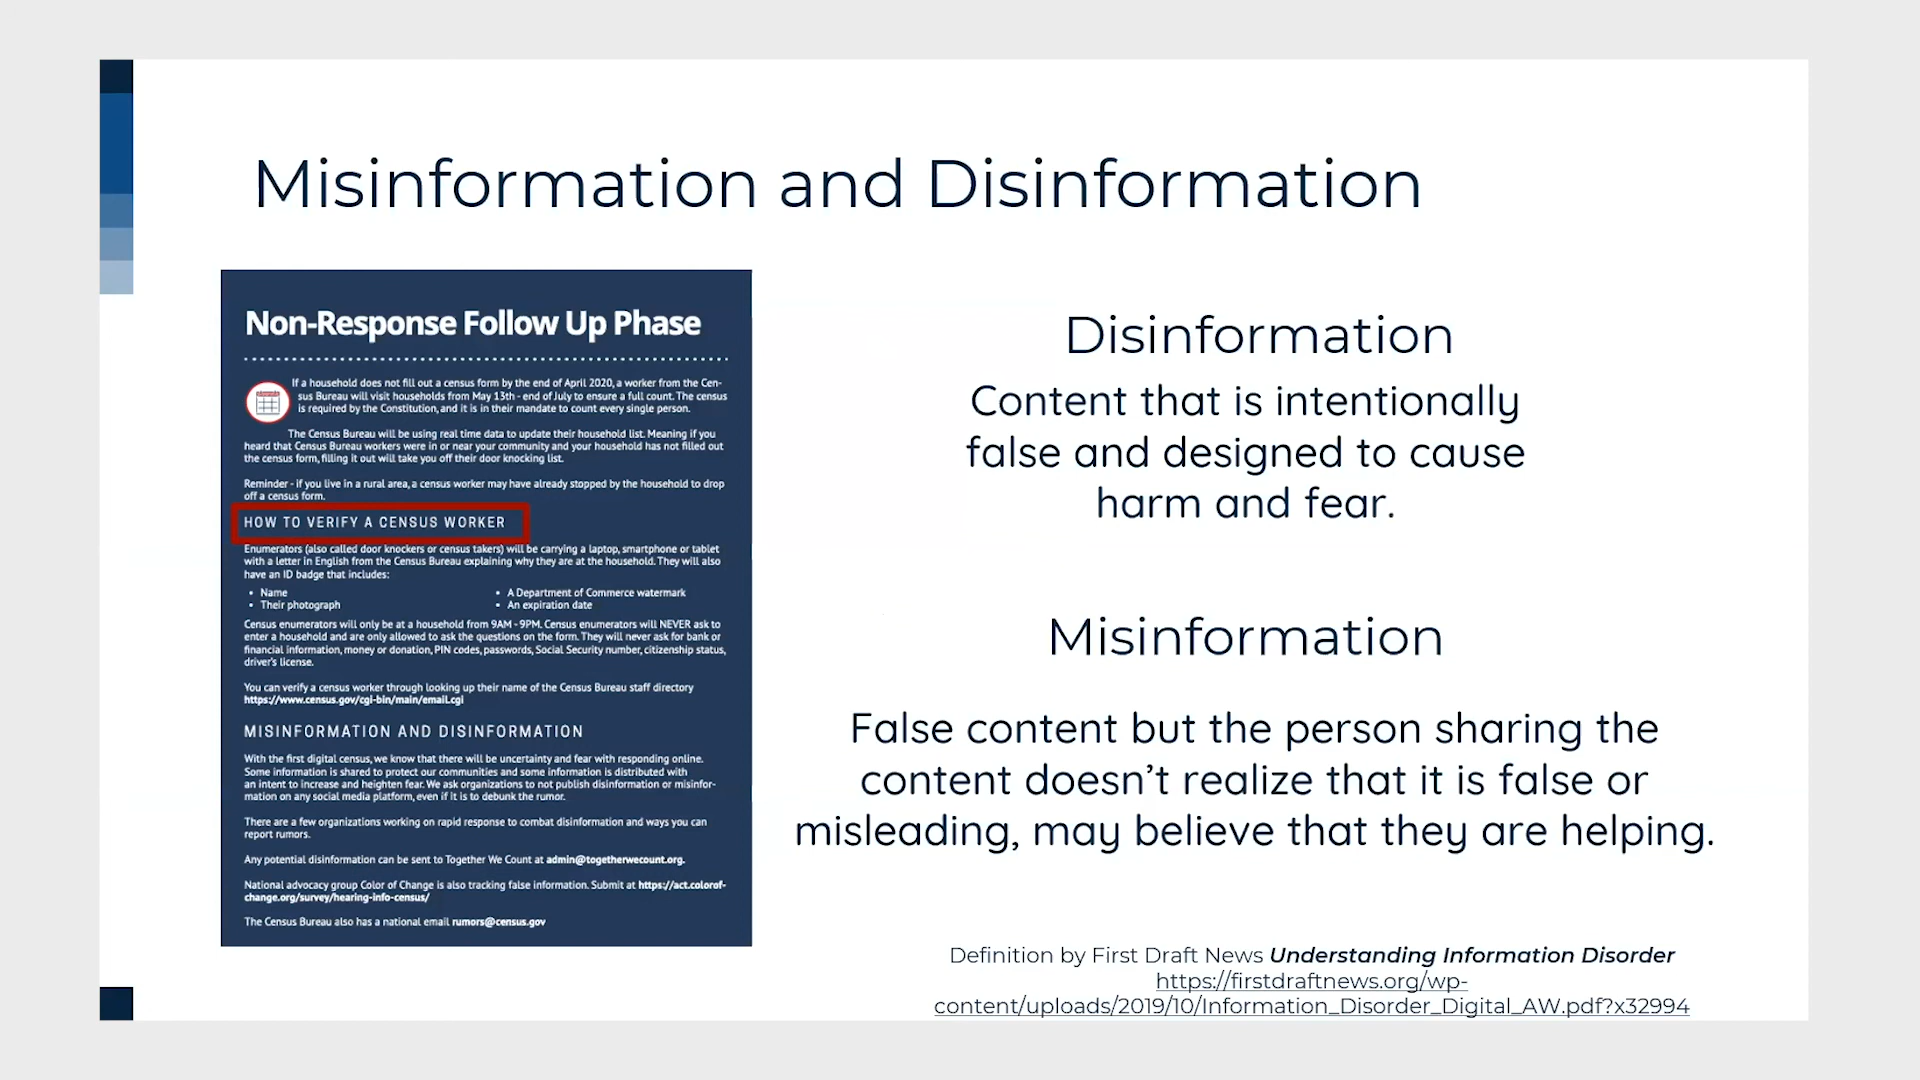 Misinformation and Disinformation
Non-Response Follow Up Phase
If a household does not fill out a census form by the end of April 2020, a worker from the Cen-
sus Bureau will visit households from May 13th - end of July to ensure a full count. The census
is required by the Constitution, and it is in their mandate to count every single person.
The Census Bureau will be using real time data to update their household list. Meaning if you
heard that Census Bureau workers were in or near your community and your household has not filled out
the census form, filling it out will take you off their door knocking list.
Reminder - if you live in a rural area, a census worker may have already stopped by the household to drop
off a census form.
HOW TO VERIFY A CENSUS WORKER
Enumerators (also called door knockers or census takers) will be carrying a laptop, smartphone or tablet
with a letter in English from the Census Bureau explaining why they are at the household. They will also
have an ID badge that includes:
• Name
• Their photograph
• A Department of Commerce watermark
• An expiration date
Census enumerators will only be at a household from 9AM - 9PM. Census enumerators will NEVER ask to
enter a household and are only allowed to ask the questions on the form. They will never ask for bank or
financial information, money or donation, PIN codes, passwords, Social Security number, citizenship status,
driver's license.
You can verify a census worker through looking up their name of the Census Bureau staff directory
https://www.census.gov/cgi-bin/main/email.cgi
MISINFORMATION AND DISINFORMATION
With the first digital census, we know that there will be uncertainty and fear with responding online.
Some information is shared to protect our communities and some information is distributed with
an intent to increase and heighten fear. We ask organizations to not publish disinformation or misinfor-
mation on any social media platform, even if it is to debunk the rumor.
There are a few organizations working on rapid response to combat disinformation and ways you can
report rumors.
Any potential disinformation can be sent to Together We Count at admin@togetherwecount.org.
National advocacy group Color of Change is also tracking false information. Submit at https://act.colorof-
change.org/survey/hearing-info-census/
The Census Bureau also has a national email rumors@census.gov
Disinformation
Content that is intentionally
false and designed to cause
harm and fear.
Misinformation
False content but the person sharing the
content doesn’t realize that it is false or
misleading, may believe that they are helping.
Definition by First Draft News Understanding Information Disorder
https://firstdraftnews.org/wp-
content/uploads/2019/10/Information_Disorder_Digital_AW.pdf?x32994